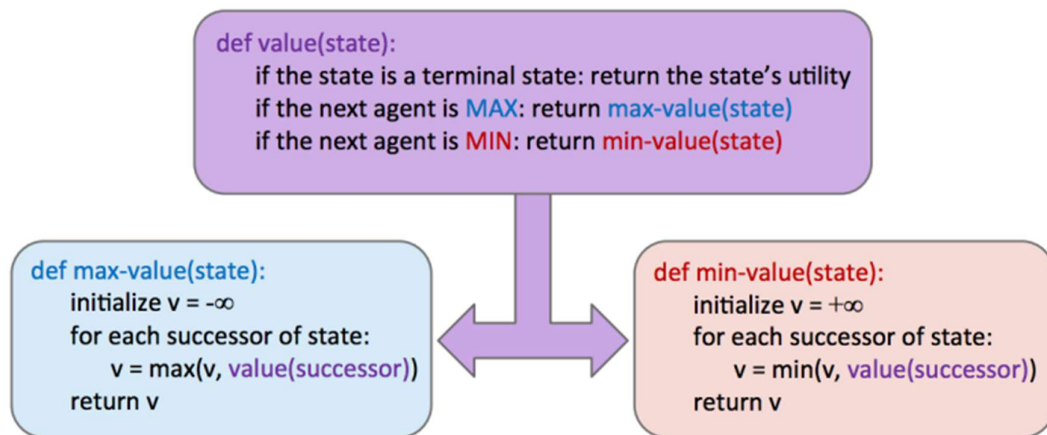 def value(state):
if the state is a terminal state: return the state’s utility
if the next agent is MAX: return max-value(state)
if the next agent is MIN: return min-value(state)
def max-value(state):
initialize v = -∞
for each successor of state:
v = max(v, value(successor))
return v
def min-value(state):
initialize v = +∞
for each successor of state:
v = min(v, value(successor))
return v